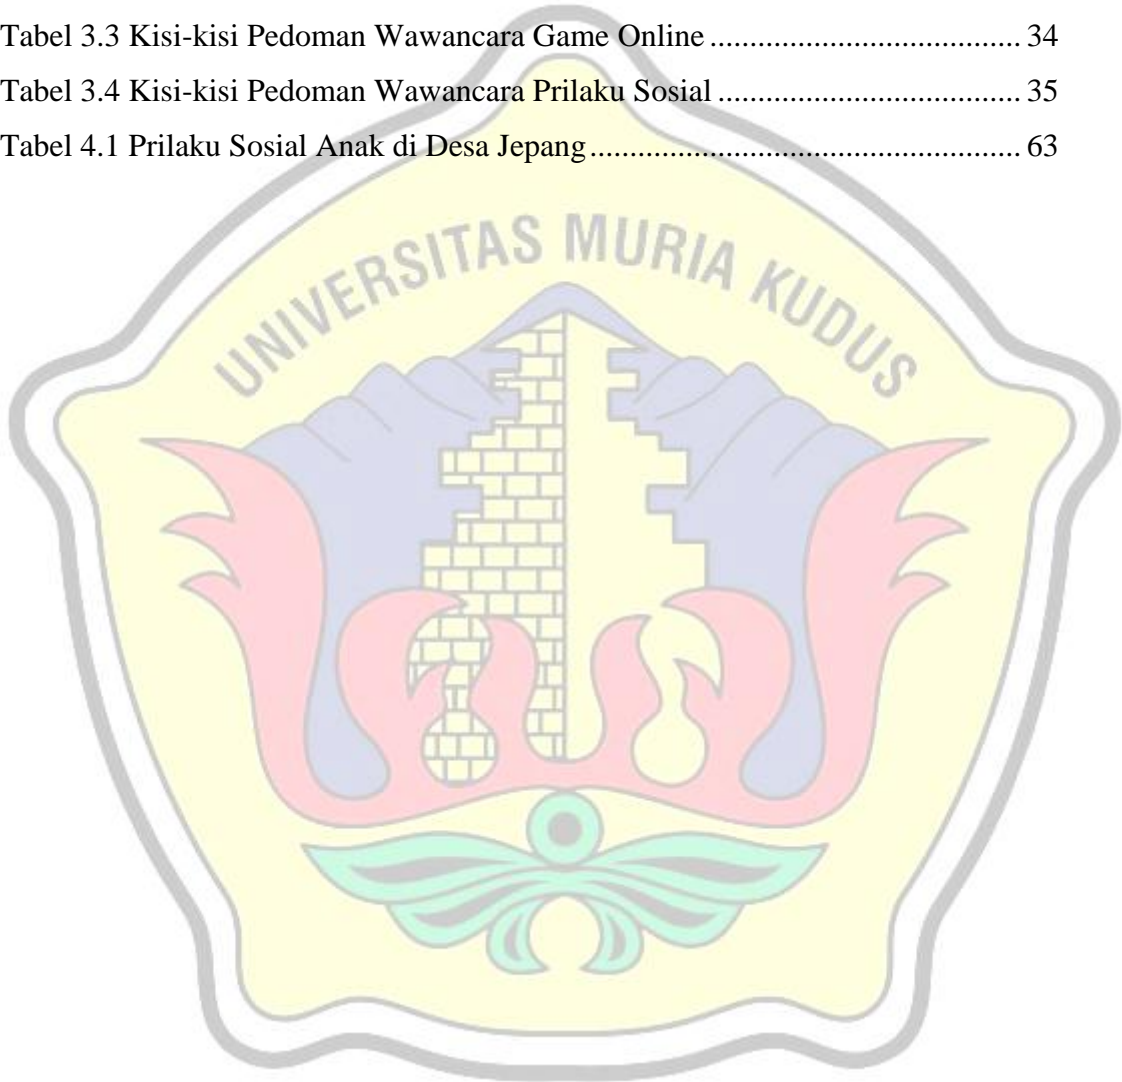 Tabel 3.3 Kisi-kisi Pedoman Wawancara Game Online ...................................... 34
Tabel 3.4 Kisi-kisi Pedoman Wawancara Prilaku Sosial ..................................... 35
Tabel 4.1 Prilaku Sosial Anak di Desa Jepang ..................................................... 63
UNIVERSITAS MURIA KUDUS